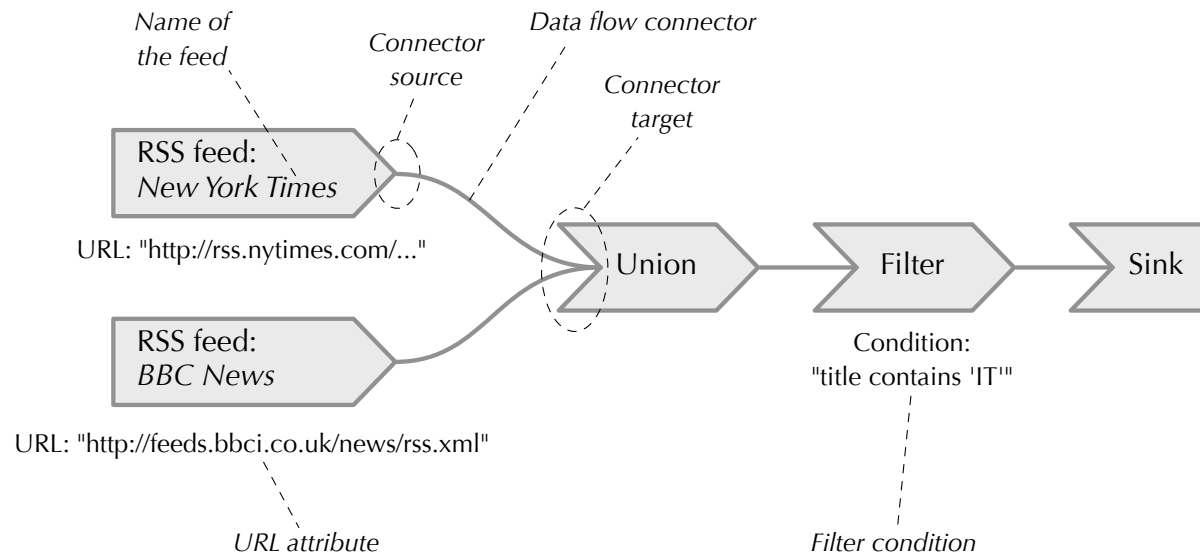 Name of
the feed
Connector
source
Data flow connector
Connector
target
RSS feed:
New York Times
URL: "http://rss.nytimes.com/..."
Union
Filter
Sink
RSS feed:
BBC News
Condition:
"title contains 'IT'"
URL: "http://feeds.bbci.co.uk/news/rss.xml"
URL attribute
Filter condition